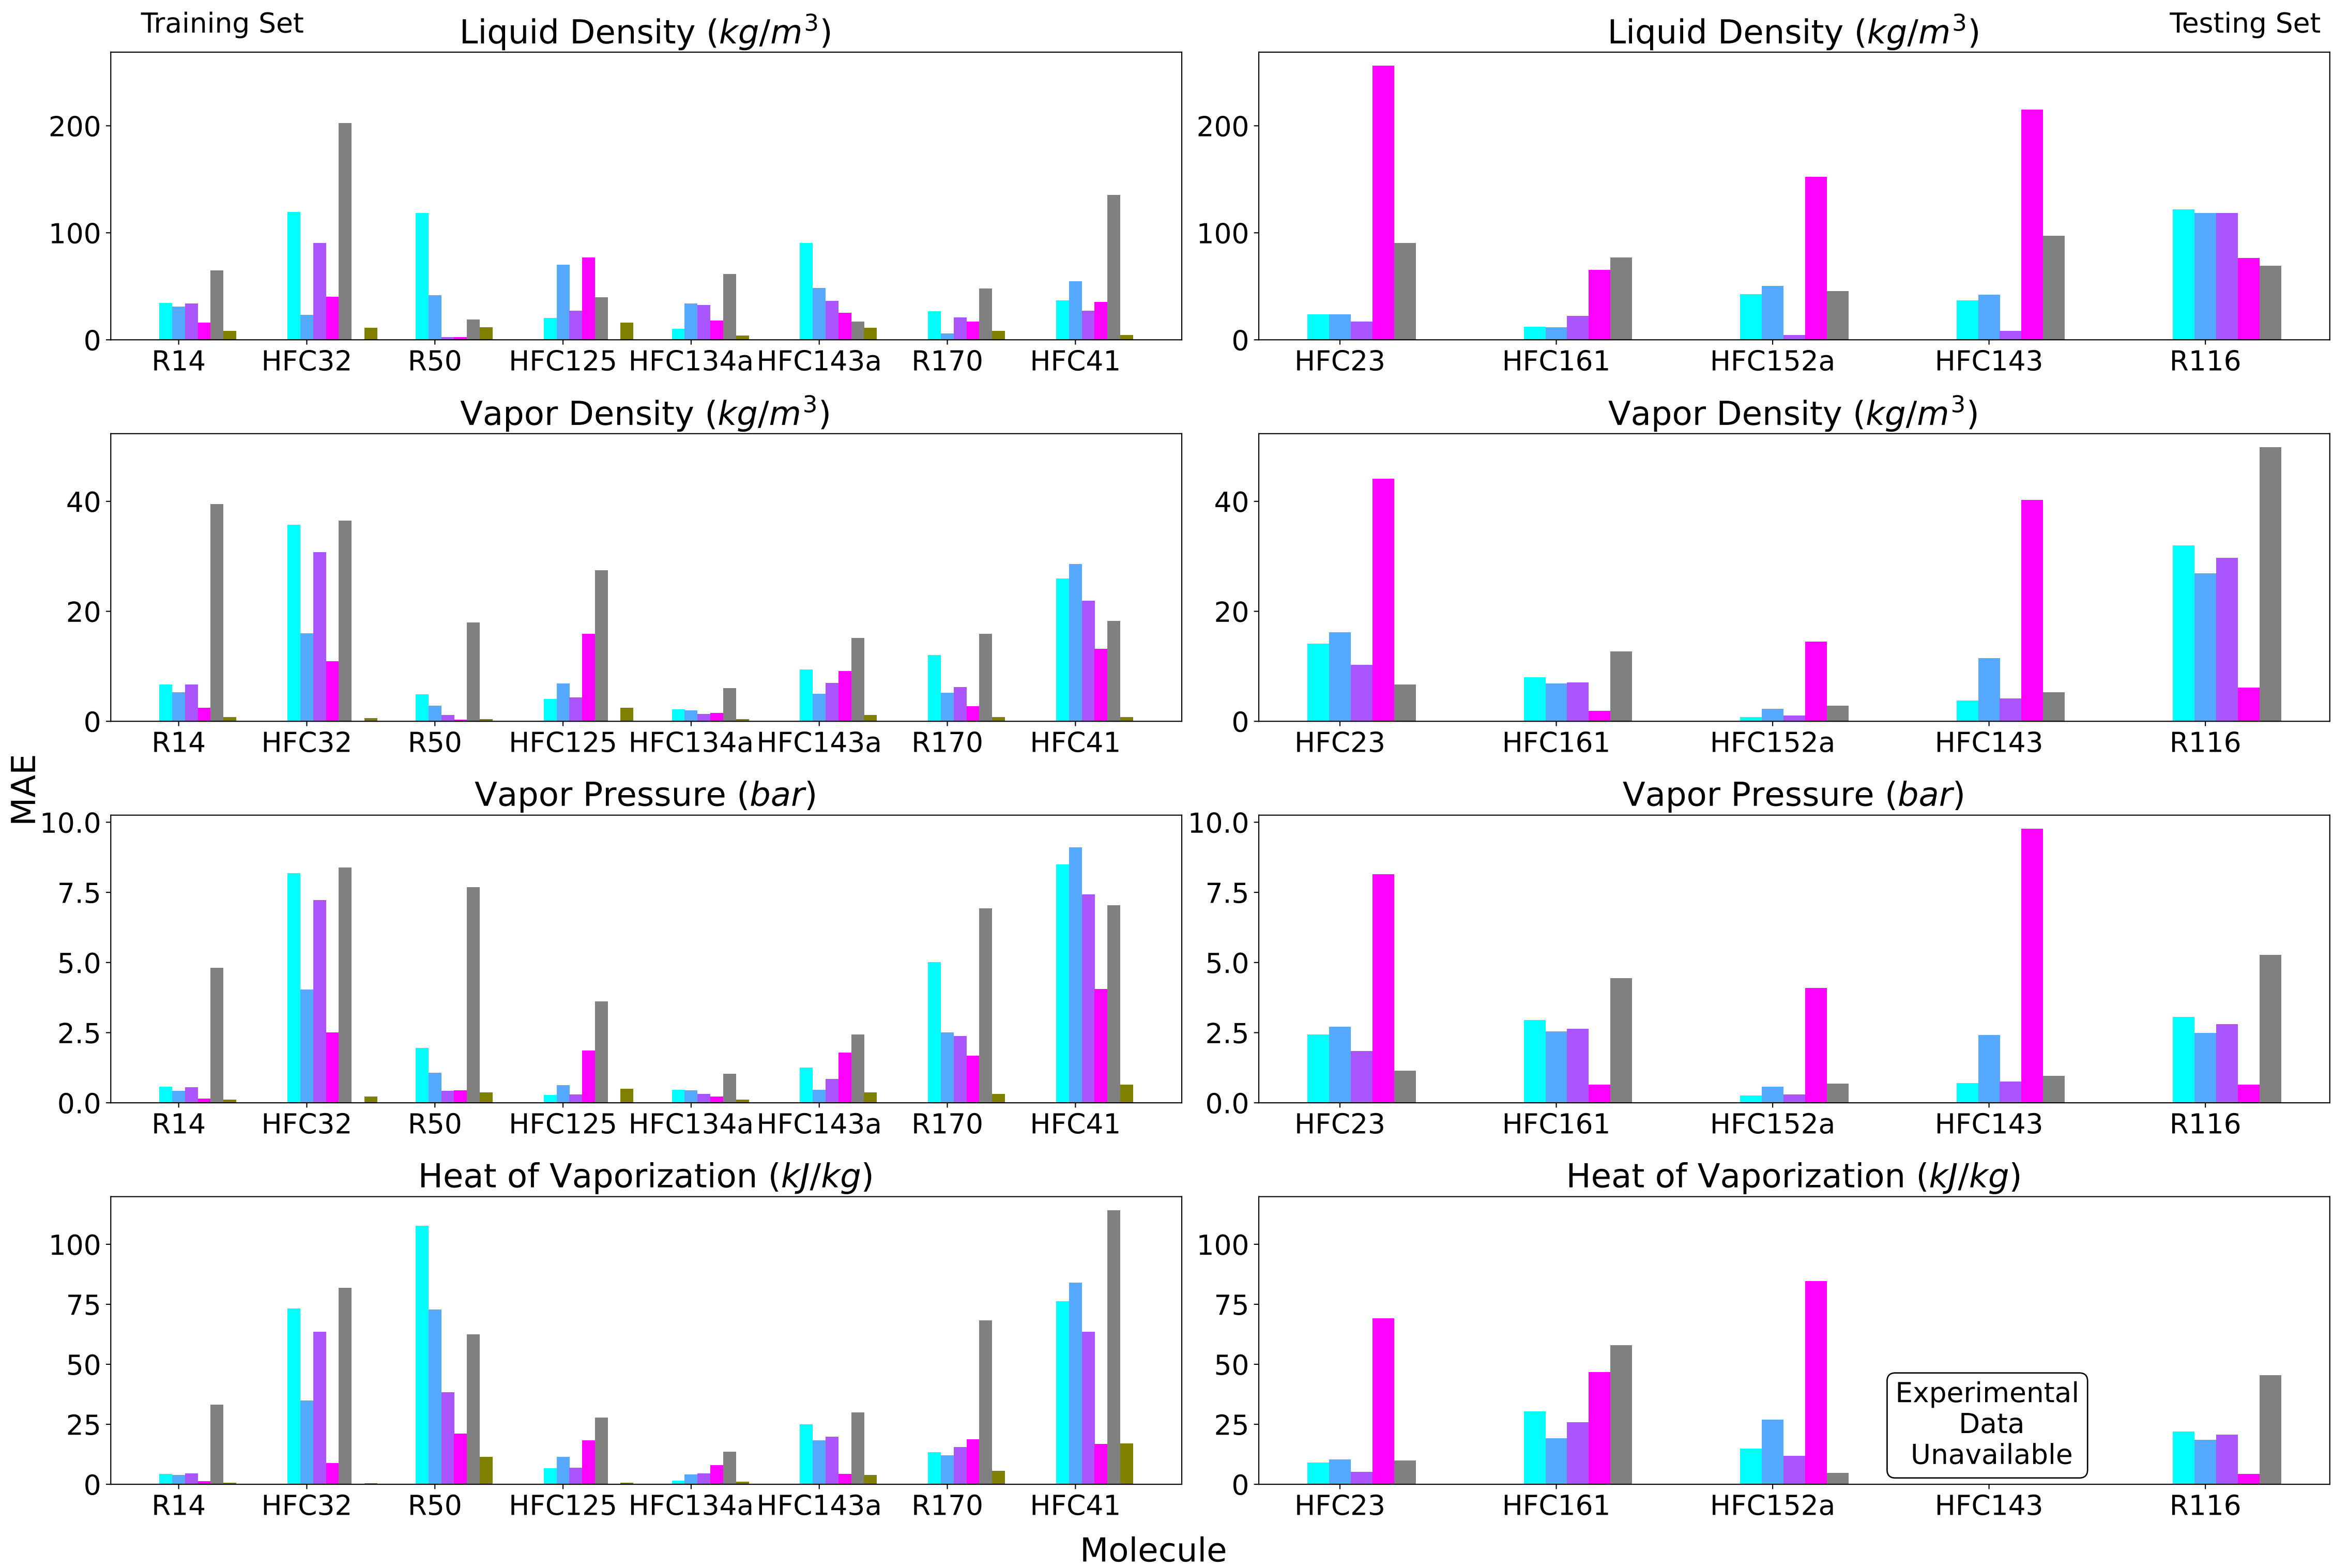 Training Set
Liquid Density (kg/m³)
Liquid Density (kg/m³)
Testing Set
200
100
0
R14 HFC32 R50 HFC125 HFC134a HFC143a R170 HFC41
200
100
0
HFC23 HFC161 HFC152a HFC143 R116
Vapor Density (kg/m³)
Vapor Density (kg/m³)
40
20
0
R14 HFC32 R50 HFC125 HFC134a HFC143a R170 HFC41
40
20
0
HFC23 HFC161 HFC152a HFC143 R116
MAE
Vapor Pressure (bar)
Vapor Pressure (bar)
10.0
7.5
5.0
2.5
0.0
R14 HFC32 R50 HFC125 HFC134a HFC143a R170 HFC41
10.0
7.5
5.0
2.5
0.0
HFC23 HFC161 HFC152a HFC143 R116
Heat of Vaporization (kJ/kg)
Heat of Vaporization (kJ/kg)
100
75
50
25
0
R14 HFC32 R50 HFC125 HFC134a HFC143a R170 HFC41
100
75
50
25
0
Experimental
Data
Unavailable
HFC23 HFC161 HFC152a HFC143 R116
Molecule